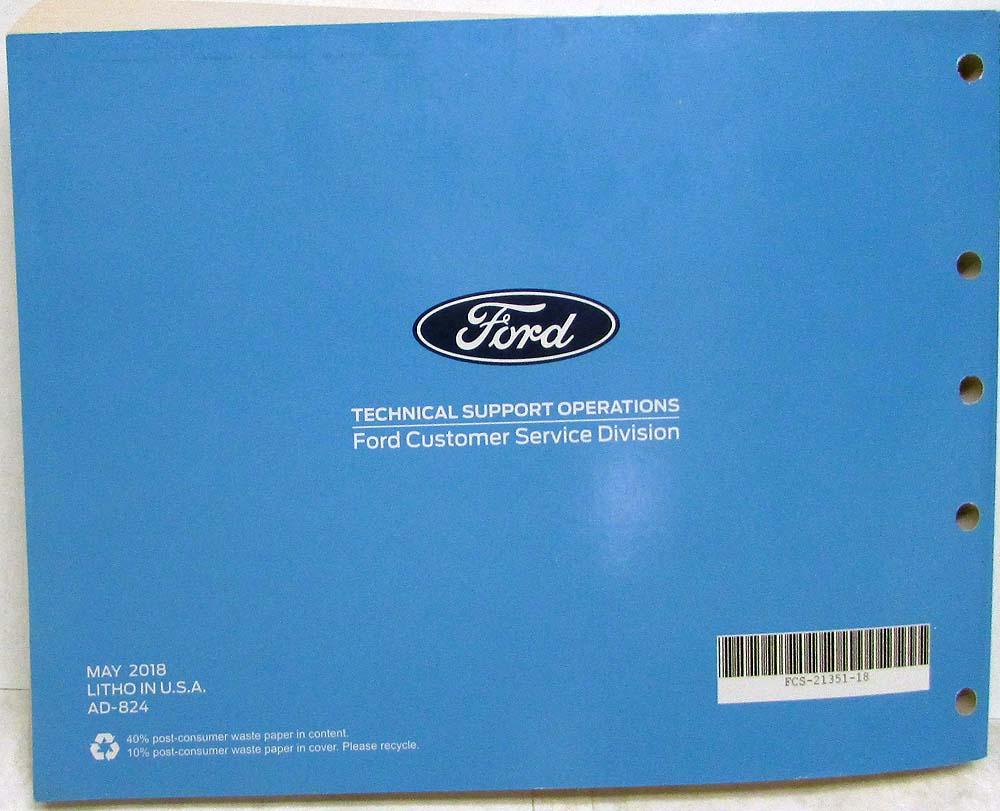 Ford
TECHNICAL SUPPORT OPERATIONS
Ford Customer Service Division
MAY 2018
LITHO IN U.S.A.
AD-824
40% post-consumer waste paper in content.
10% post-consumer waste paper in cover. Please recycle.
FCS-21351-18